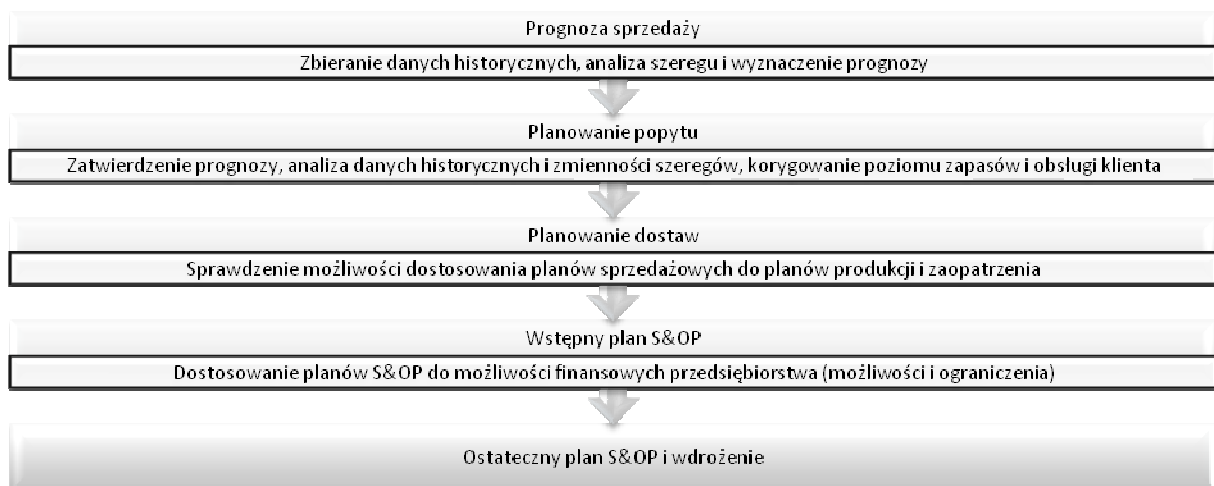 Prognoza sprzedaży
Zbieranie danych historycznych, analiza szeregu i wyznaczenie prognozy
Planowanie popytu
Zatwierdzenie prognozy, analiza danych historycznych i zmienności szeregów, korygowanie poziomu zapasów i obsługi klienta
Planowanie dostaw
Sprawdzenie możliwości dostosowania planów sprzedażowych do planów produkcji i zaopatrzenia
Wstępny plan S&OP
Dostosowanie planów S&OP do możliwości finansowych przedsiębiorstwa (możliwości i ograniczenia)
Ostateczny plan S&OP i wdrożenie